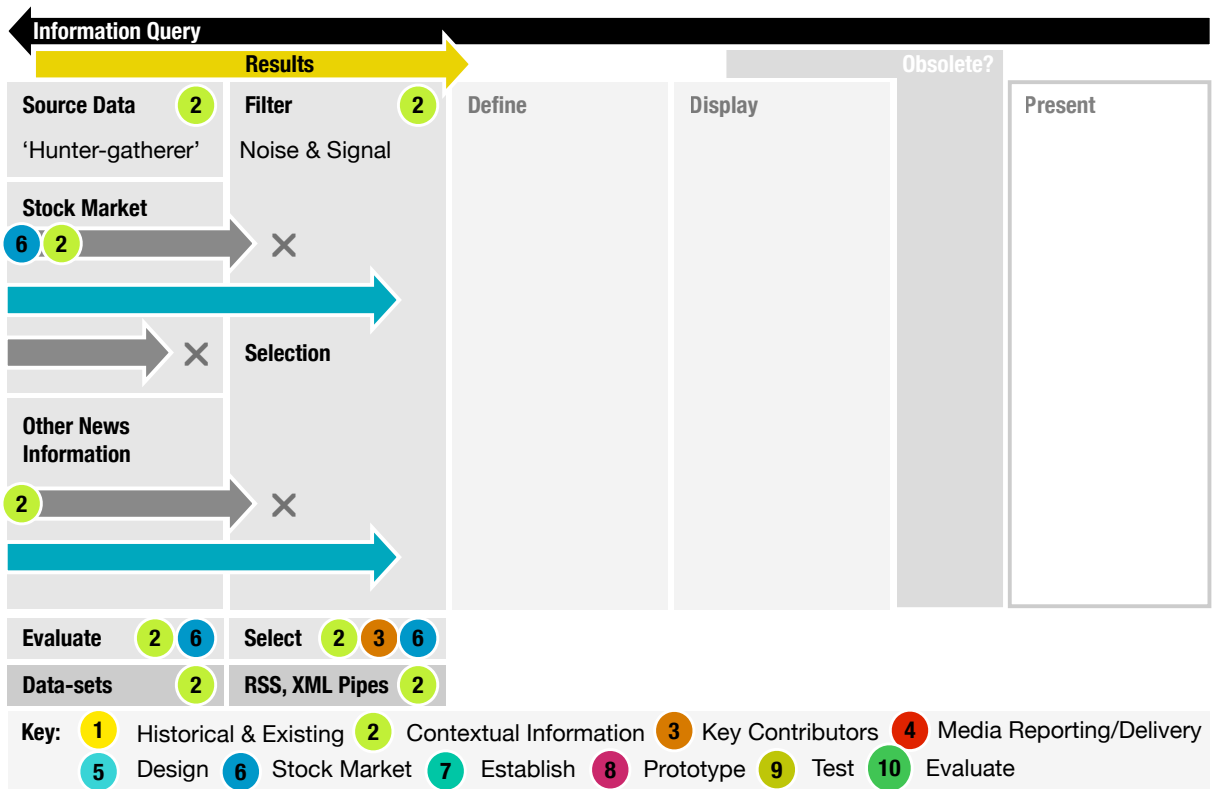 Information Query
Results
Obsolete?
Source Data 2
Filter 2
Define
Display
Present
‘Hunter-gatherer’
Noise & Signal
Stock Market
6 2
Selection
Other News
Information
2
Evaluate 2 6
Select 2 3 6
Data-sets 2
RSS, XML Pipes 2
Key: 1 Historical & Existing 2 Contextual Information 3 Key Contributors 4 Media Reporting/Delivery
5 Design 6 Stock Market 7 Establish 8 Prototype 9 Test 10 Evaluate